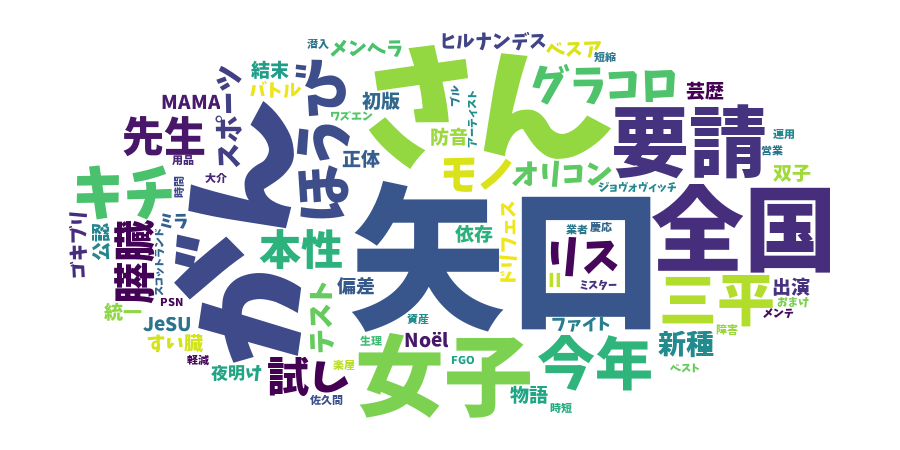 潜入
メンヘラ
ヒルナンデス
ベスア
短縮
結末
バトル
さん
グラコロ
芸歴
MAMA
スポーツ
ほうび
初版
ブル
アーティスト
ワズエン
防音
要請
運用
先生
用品
正体
営業
キチ
時間
大介
がん
モノ
オリコン
双子
ジョヴォヴィッチ
ゴキブリ
公認
膵臓
スコットランド
ミラ
本性
矢口
依存
ドリフェス
業者
慶応
リス
II
ミスター
全国
PSN
偏差
三平
出演
おまけ
メンテ
統一
JeSU
すい臓
テスト
資産
ファイト
障害
軽減
夜明け
試し
生理
楽屋
Noël
FGO
女子
今年
新種
ベスト
佐久間
物語
時短